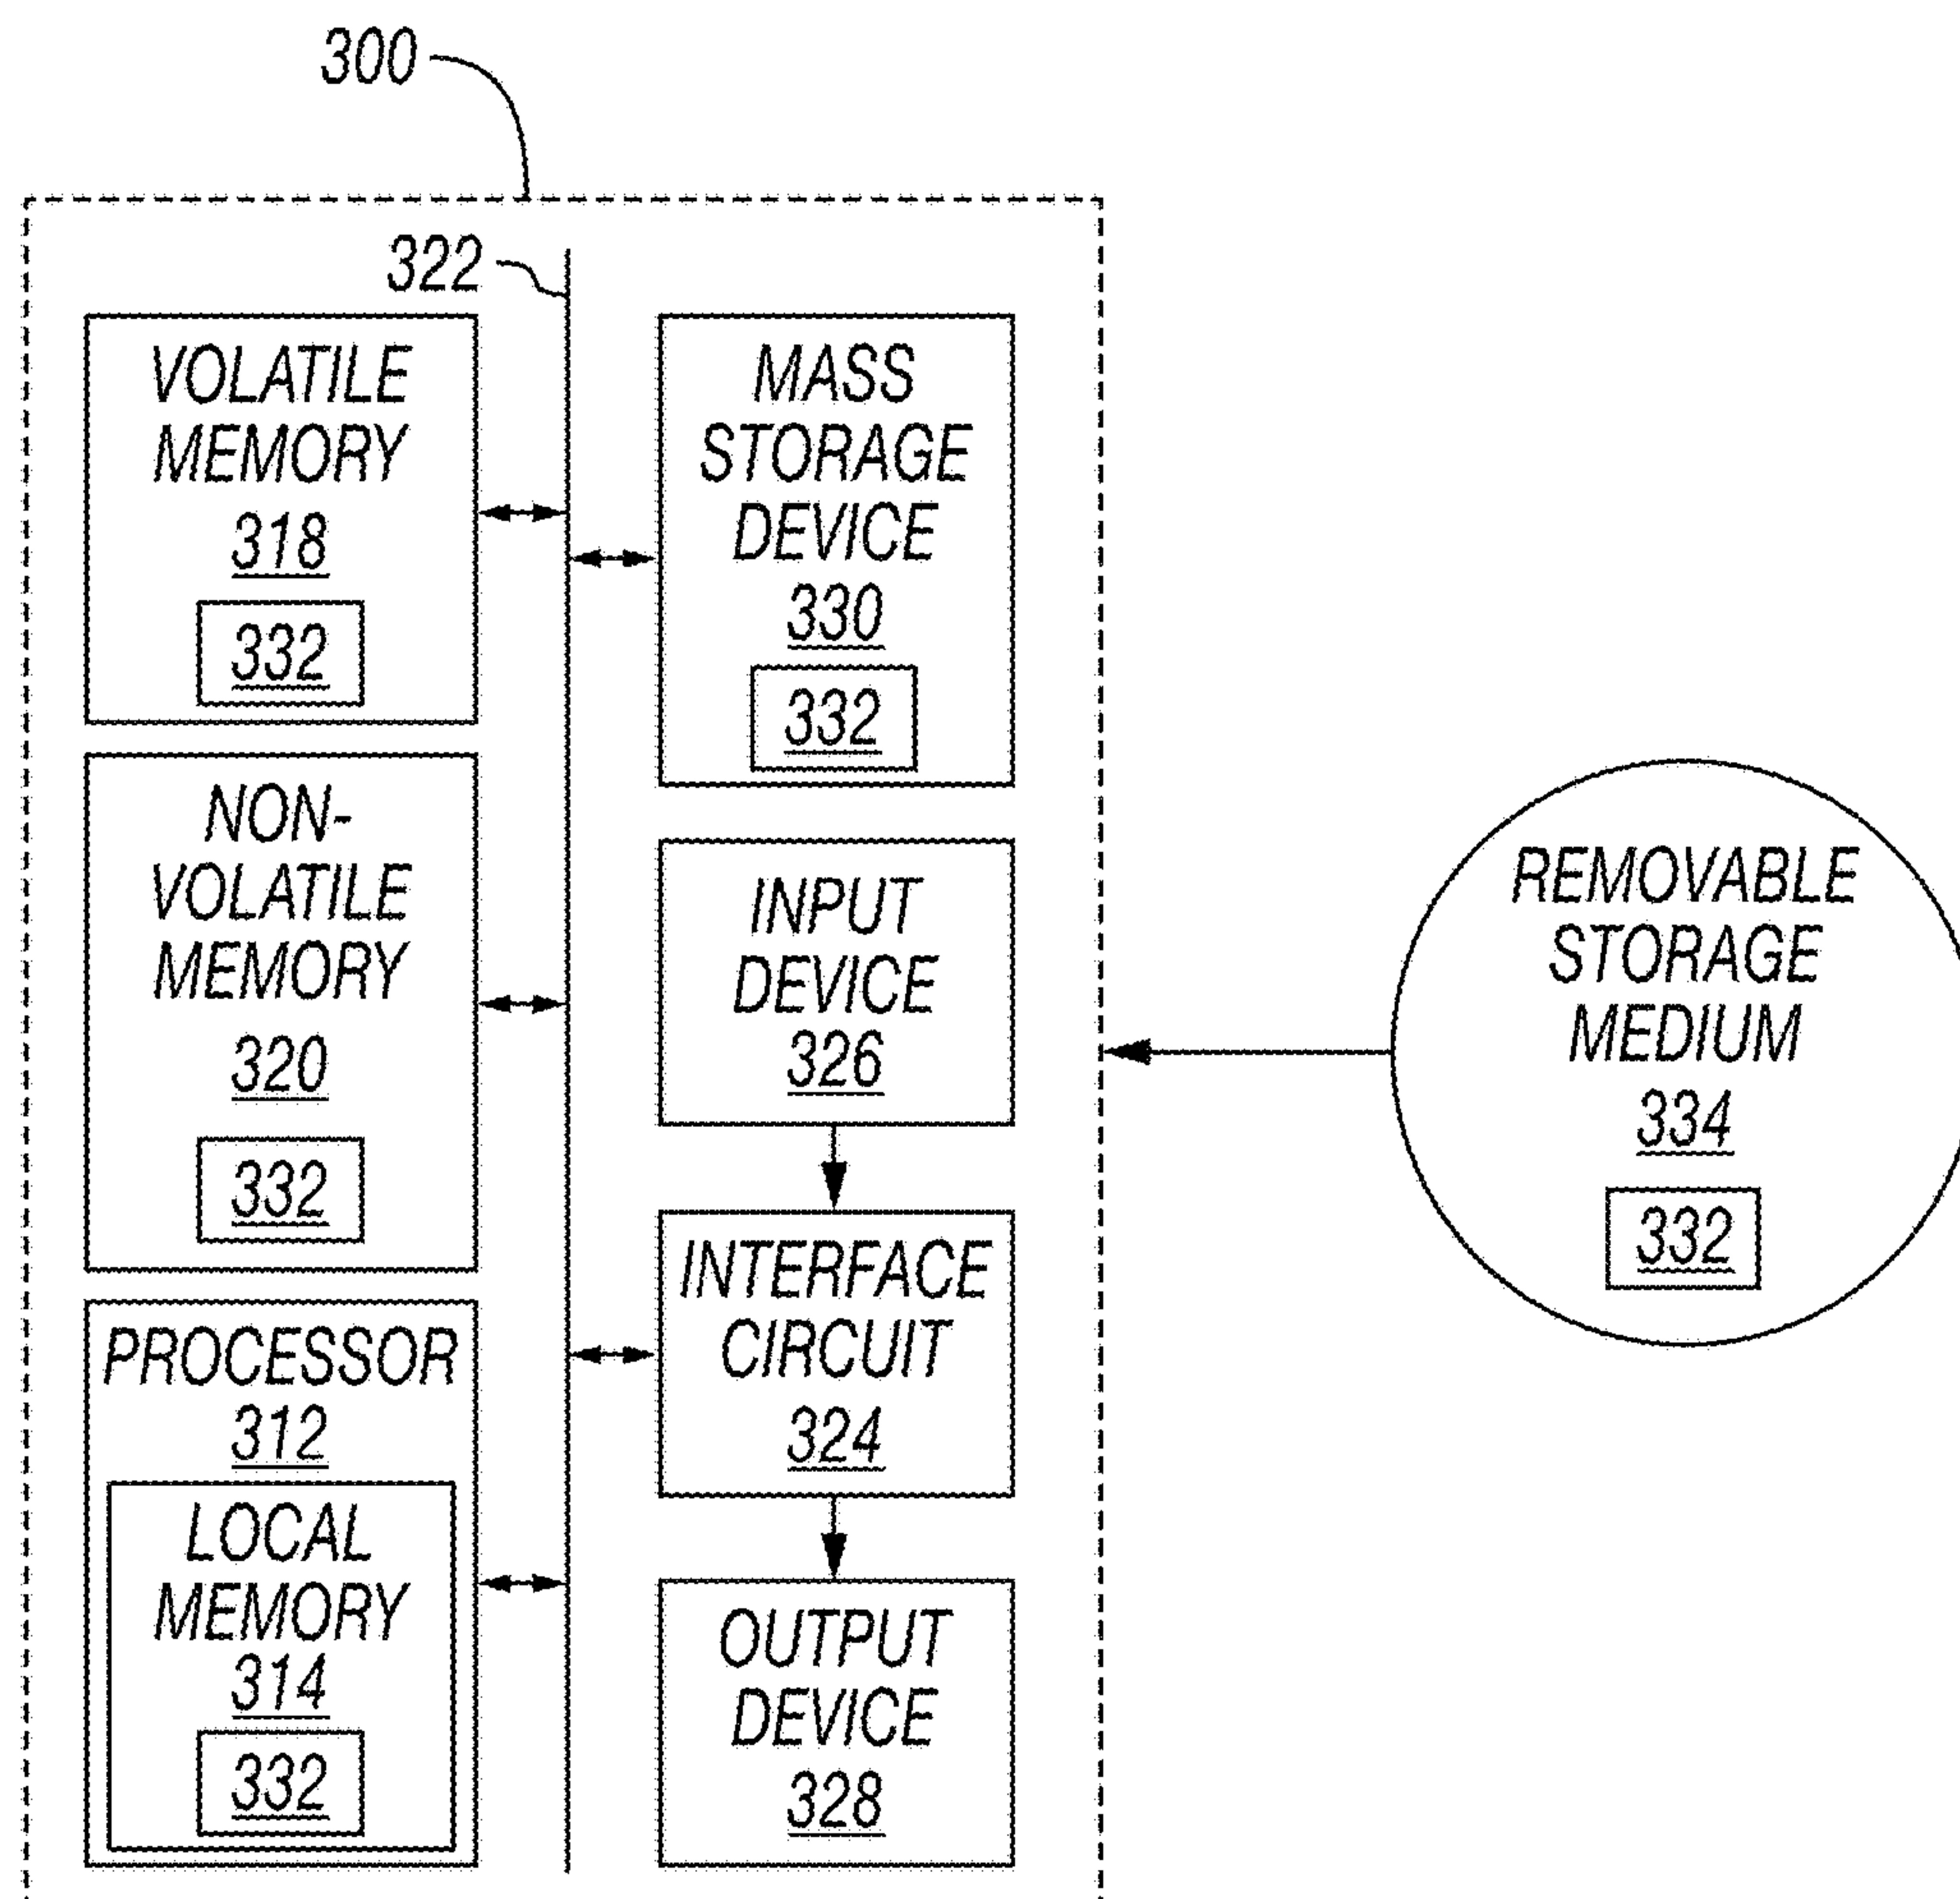 300
322
VOLATILE
MEMORY
318
332
MASS
STORAGE
DEVICE
330
332
NON-
VOLATILE
MEMORY
320
332
INPUT
DEVICE
326
REMOVABLE
STORAGE
MEDIUM
334
332
INTERFACE
CIRCUIT
324
PROCESSOR
312
LOCAL
MEMORY
314
332
OUTPUT
DEVICE
328